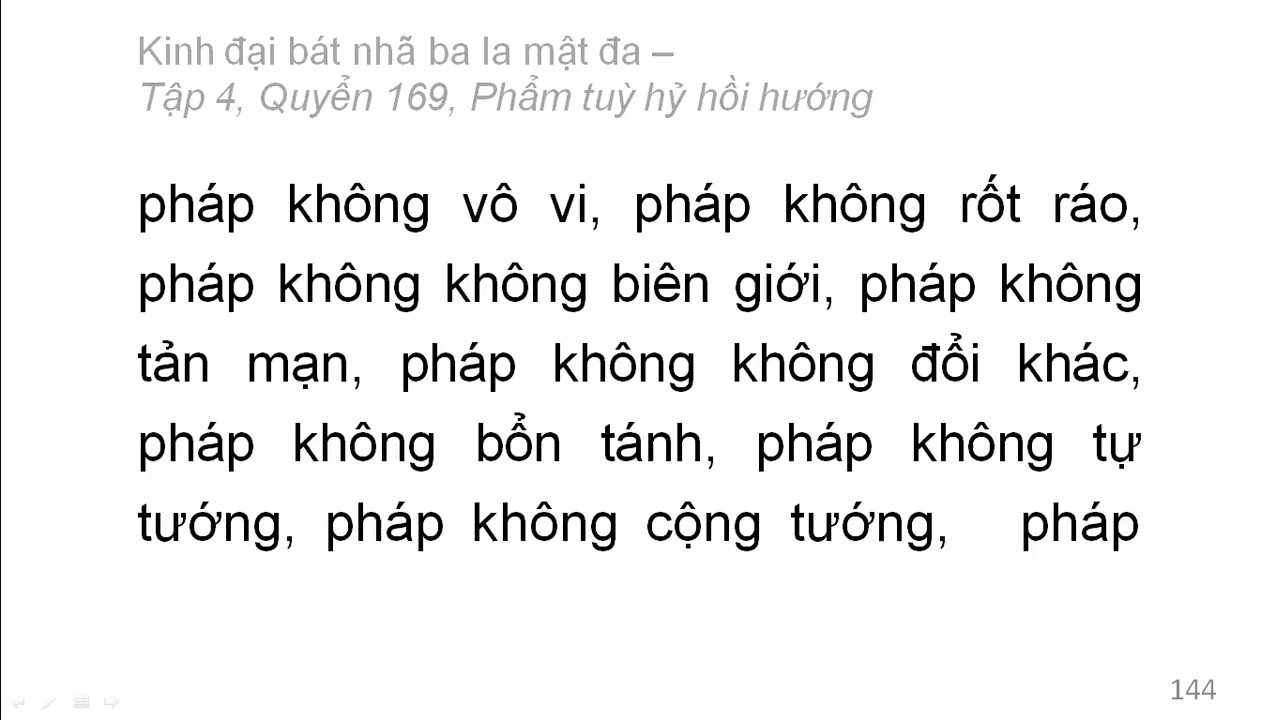 Kinh đại bát nhã ba la mật đa –
Tập 4, Quyển 169, Phẩm tuỳ hỷ hồi hướng
pháp không vô vi, pháp không rốt ráo,
pháp không không biên giới, pháp không
tản mạn, pháp không không đổi khác,
pháp không bổn tánh, pháp không tự
tướng, pháp không cộng tướng, pháp
144